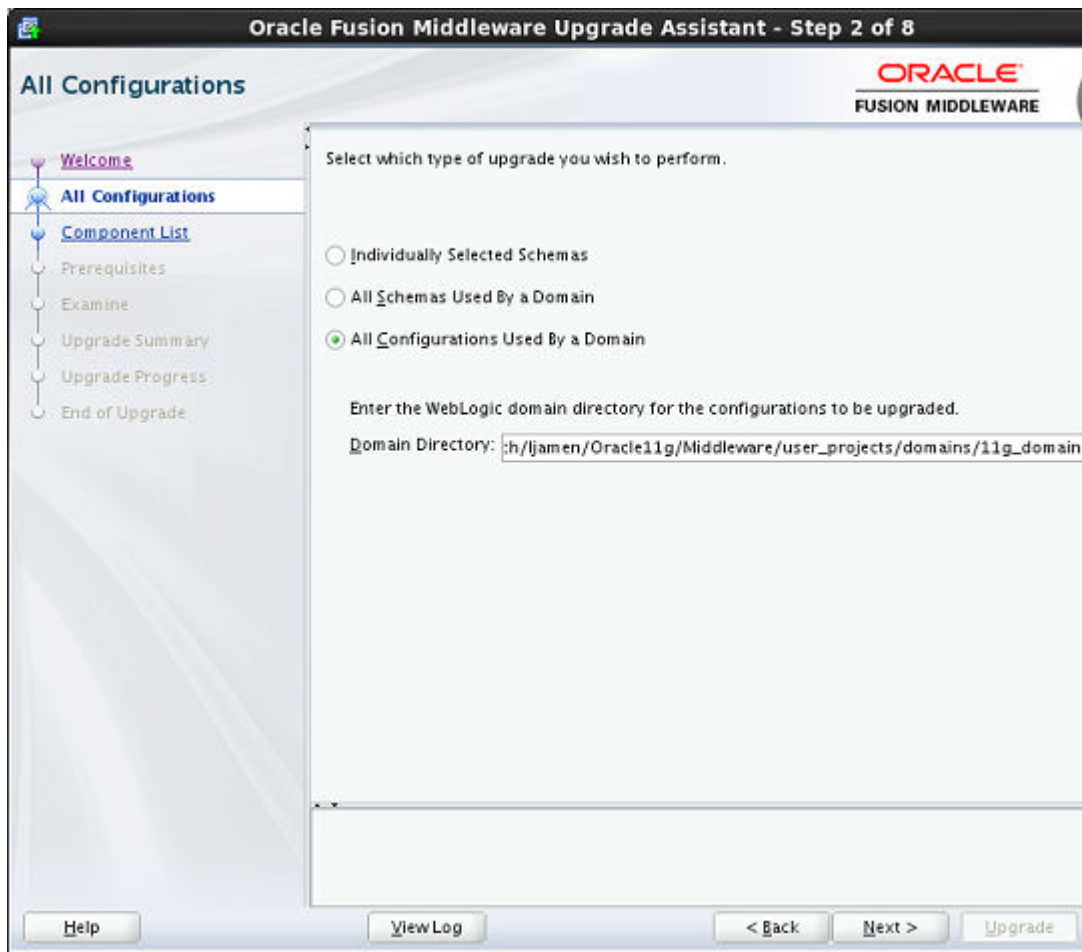 Oracle Fusion Middleware Upgrade Assistant - Step 2 of 8
All Configurations
ORACLE
FUSION MIDDLEWARE
Welcome
All Configurations
Component List
Prerequisites
Examine
Upgrade Summary
Upgrade Progress
End of Upgrade
Select which type of upgrade you wish to perform.
Individually Selected Schemas
All Schemas Used By a Domain
All Configurations Used By a Domain
Enter the WebLogic domain directory for the configurations to be upgraded.
Domain Directory: :h/ljamen/Oracle11g/Middleware/user_projects/domains/11g_domain
Help View Log < Back Next > Upgrade